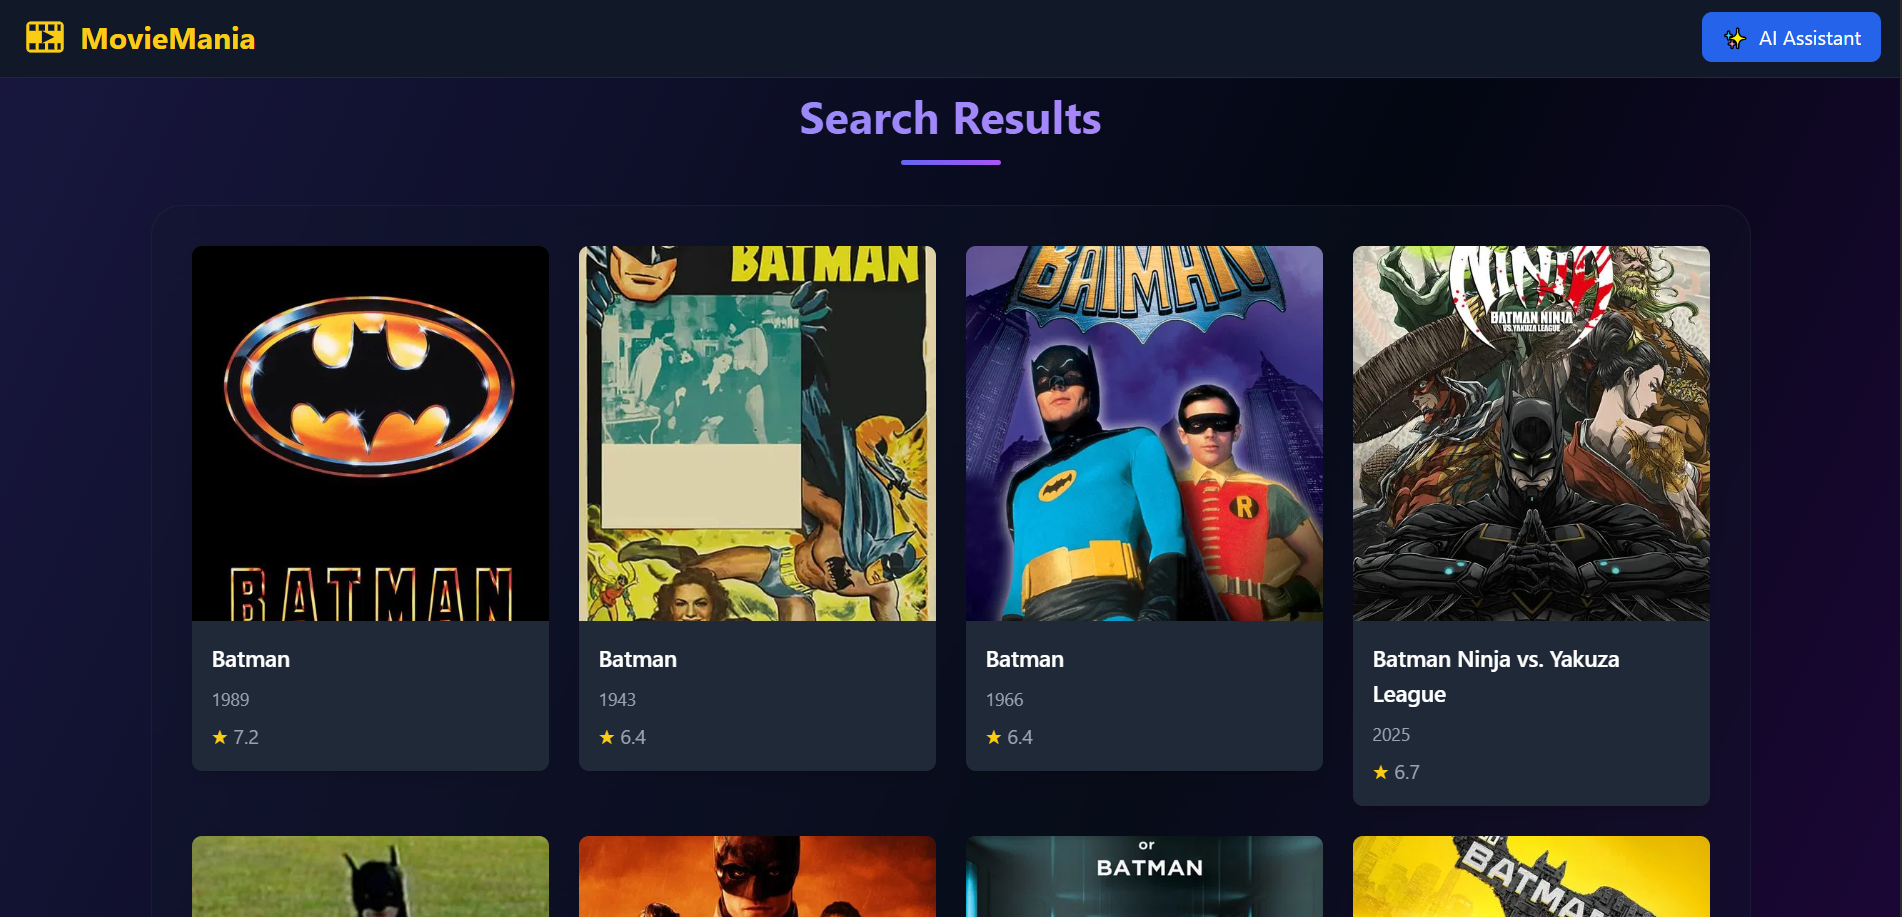 MovieMania
AI Assistant
Search Results
BATMAN
BATMAN
BATMAN
NINJA
BATMAN NINJA
VS. YAKUZA LEAGUE
R
Batman
1989
★ 7.2
Batman
1943
★ 6.4
Batman
1966
★ 6.4
Batman Ninja vs. Yakuza
League
2025
★ 6.7
or
BATMAN
BATMAN